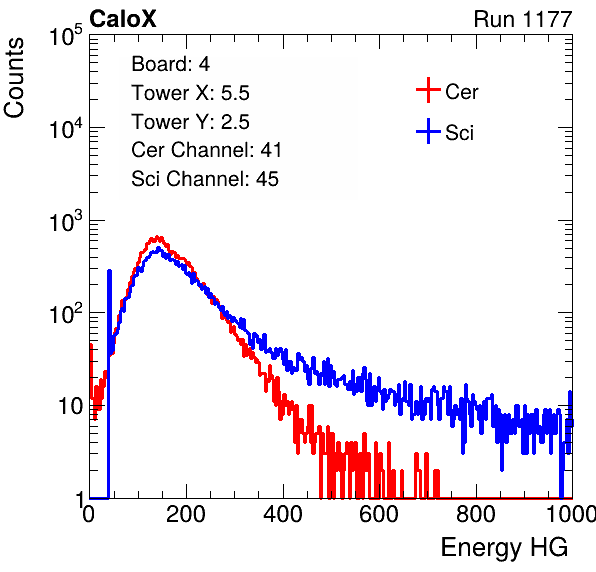 CaloX Run 1177
Counts
10^5
10^4
10^3
10^2
10
1
Board: 4
Tower X: 5.5
Tower Y: 2.5
Cer Channel: 41
Sci Channel: 45
Cer
Sci
0 200 400 600 800 1000
Energy HG